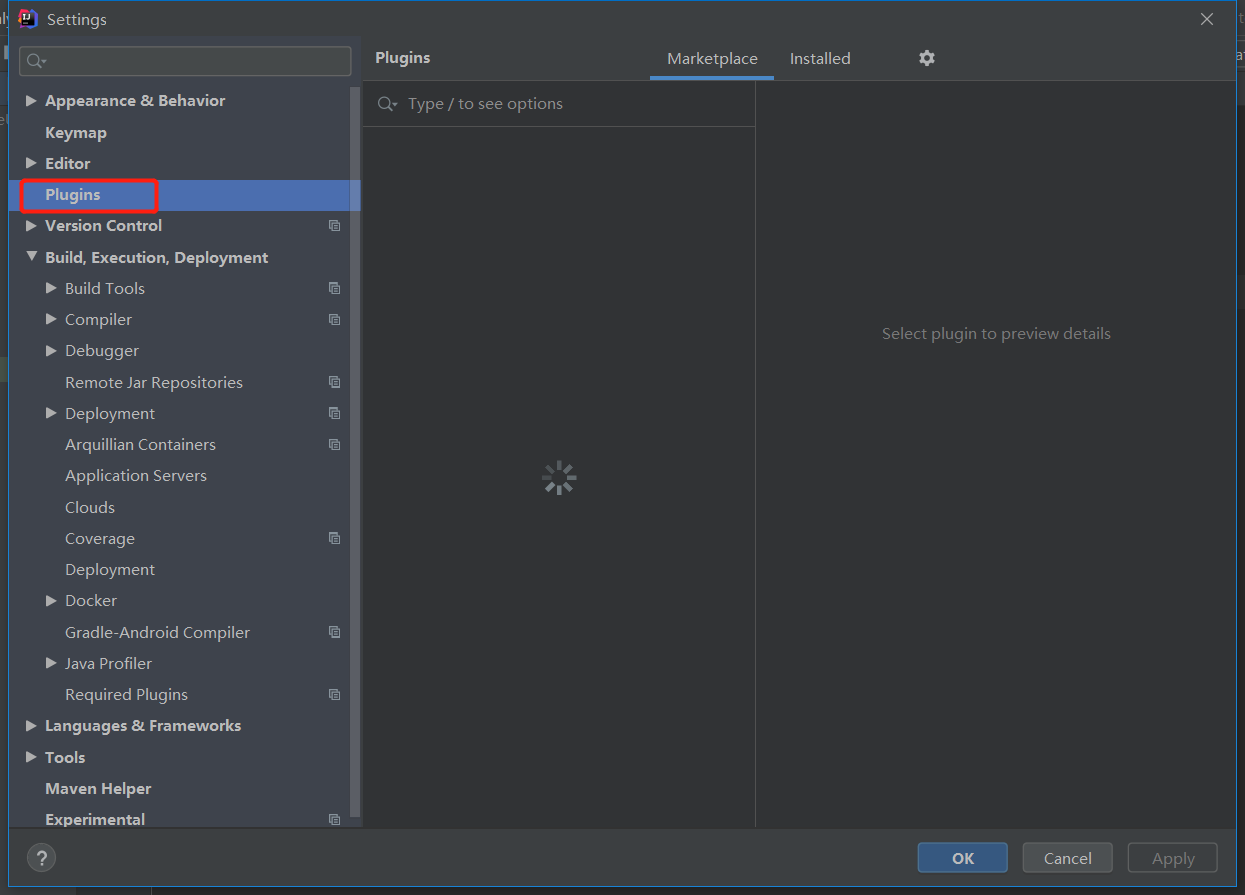 Settings
Plugins
Marketplace
Installed
Type / to see options
Appearance & Behavior
Keymap
Editor
Plugins
Version Control
Build, Execution, Deployment
Build Tools
Compiler
Debugger
Remote Jar Repositories
Deployment
Arquillian Containers
Application Servers
Clouds
Coverage
Deployment
Docker
Gradle-Android Compiler
Java Profiler
Required Plugins
Languages & Frameworks
Tools
Maven Helper
Experimental
Select plugin to preview details
?
OK
Cancel
Apply